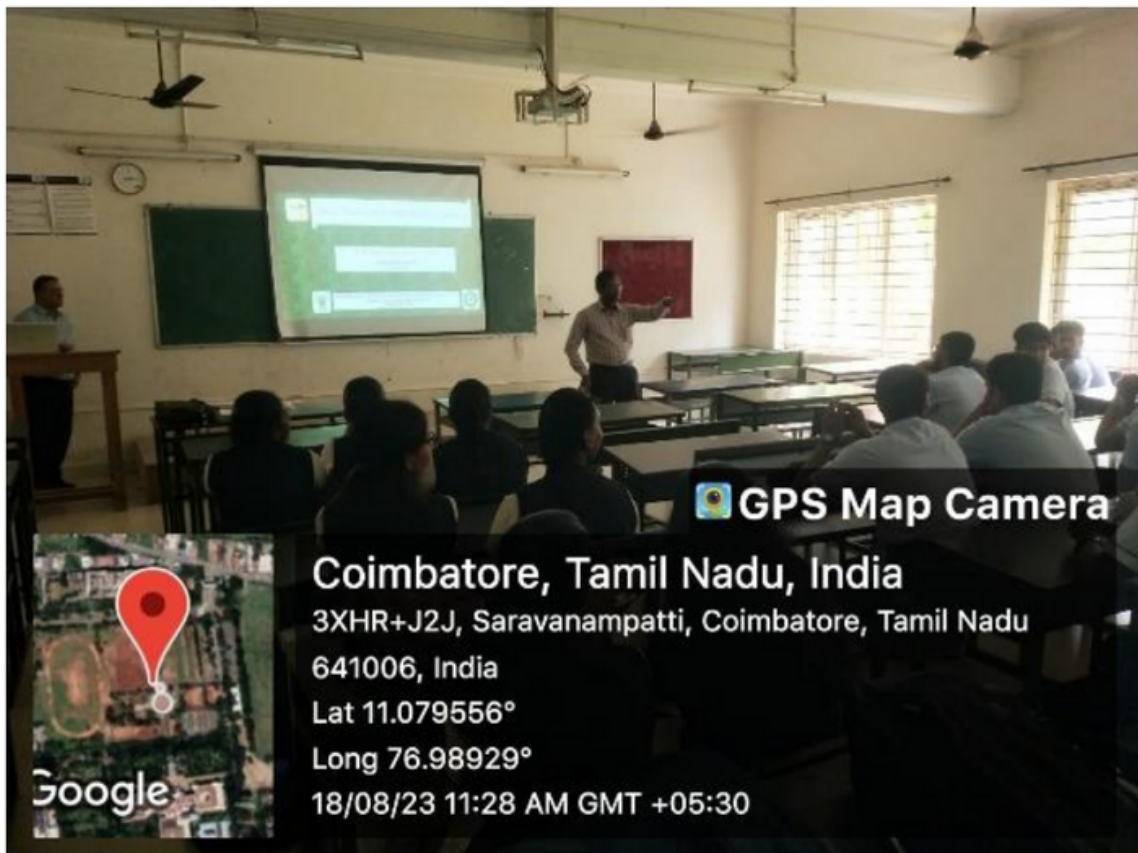 GPS Map Camera
Coimbatore, Tamil Nadu, India
3XHR+J2J, Saravanampatti, Coimbatore, Tamil Nadu
641006, India
Lat 11.079556°
Long 76.98929°
18/08/23 11:28 AM GMT +05:30
Google